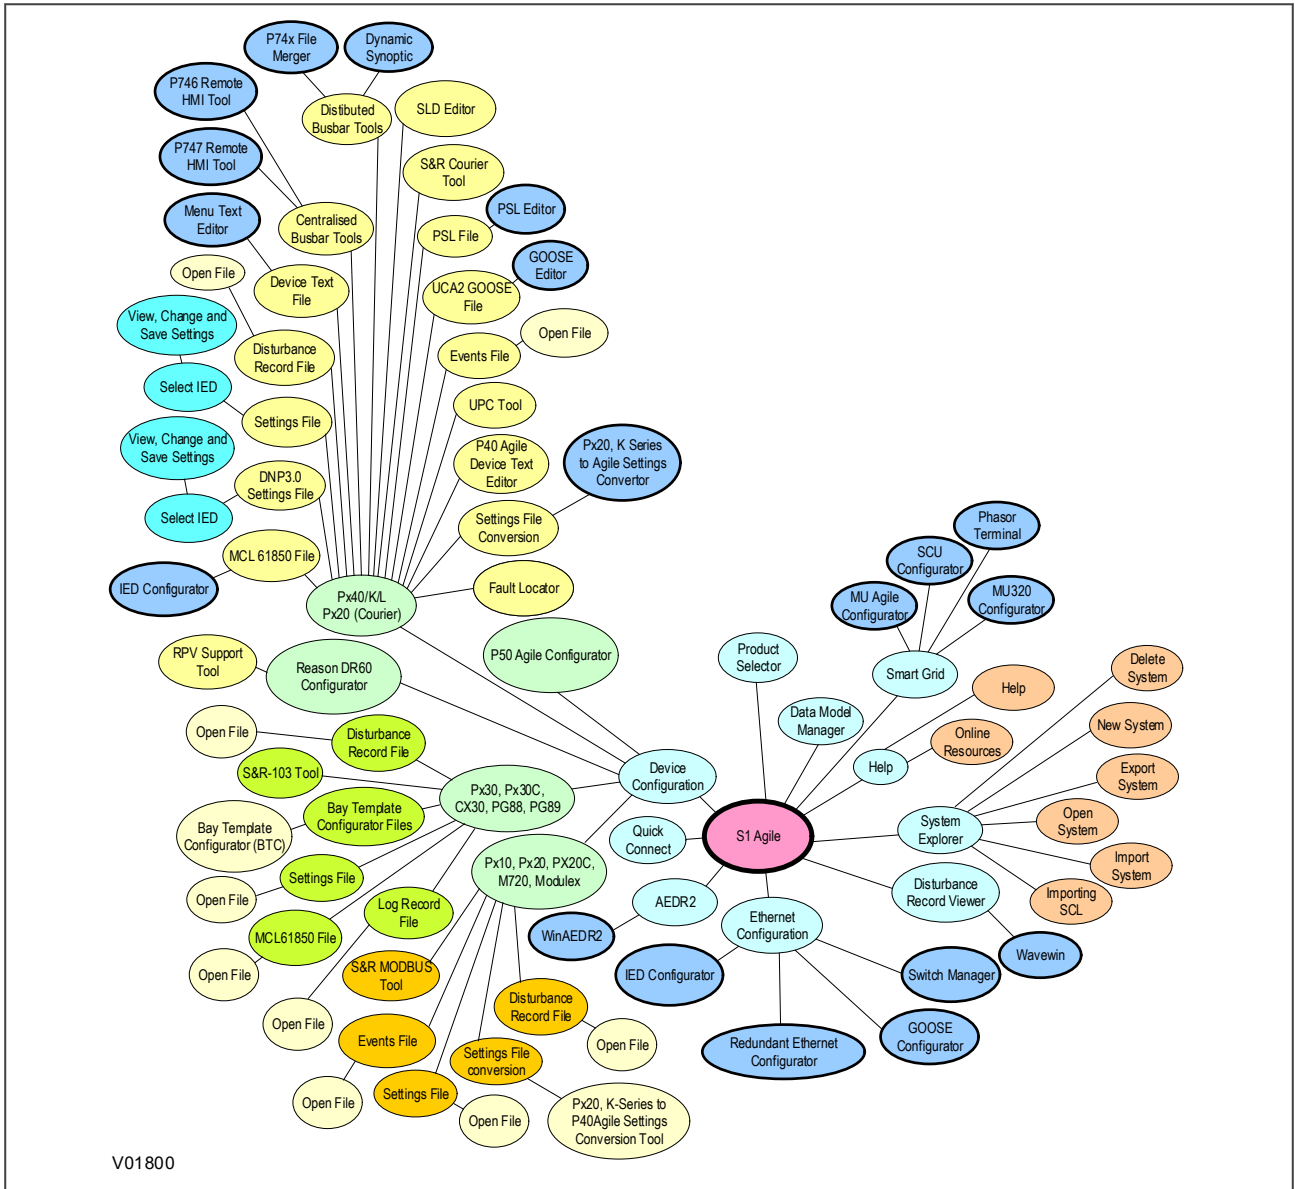 P74x File
Merger
Dynamic
Synoptic
P746 Remote
HMI Tool
Distibuted
Busbar Tools
SLD Editor
P747 Remote
HMI Tool
S&R Courier
Tool
Menu Text
Editor
Centralised
Busbar Tools
PSL File
PSL Editor
Open File
Device Text
File
UCA2 GOOSE
File
GOOSE
Editor
View, Change and
Save Settings
Disturbance
Record File
Events File
Open File
Select IED
Settings File
UPC Tool
View, Change and
Save Settings
P40 Agile
Device Text
Editor
Px20, K Series
to Agile Settings
Convertor
DNP3.0
Settings File
Select IED
Settings File
Conversion
MCL 61850 File
IED Configurator
Px40/K/L
Px20 (Courier)
Fault Locator
Phasor
Terminal
SCU
Configurator
MU Agile
Configurator
MU320
Configurator
RPV Support
Tool
Reason DR60
Configurator
P50 Agile Configurator
Product
Selector
Smart Grid
Delete
System
Help
Open File
Disturbance
Record File
Data Model
Manager
Online
Resources
New System
S&R-103 Tool
Device
Configuration
Help
Export
System
Bay Template
Configurator Files
Px30, Px30C,
CX30, PG88, PG89
Bay Template
Configurator (BTC)
Quick
Connect
S1 Agile
System
Explorer
Open
System
Settings File
Px10, Px20, PX20C,
M720, Modulex
Import
System
Open File
Log Record
File
AEDR2
Disturbance
Record Viewer
Importing
SCL
MCL61850 File
WinAEDR2
Ethernet
Configuration
Wavewin
Open File
S&R MODBUS
Tool
IED Configurator
Switch Manager
Open File
Disturbance
Record File
Events File
Open File
GOOSE
Configurator
Redundant Ethernet
Configurator
Settings File
conversion
Open File
Settings File
Open File
Px20, K-Series to
P40Agile Settings
Conversion Tool
V01800